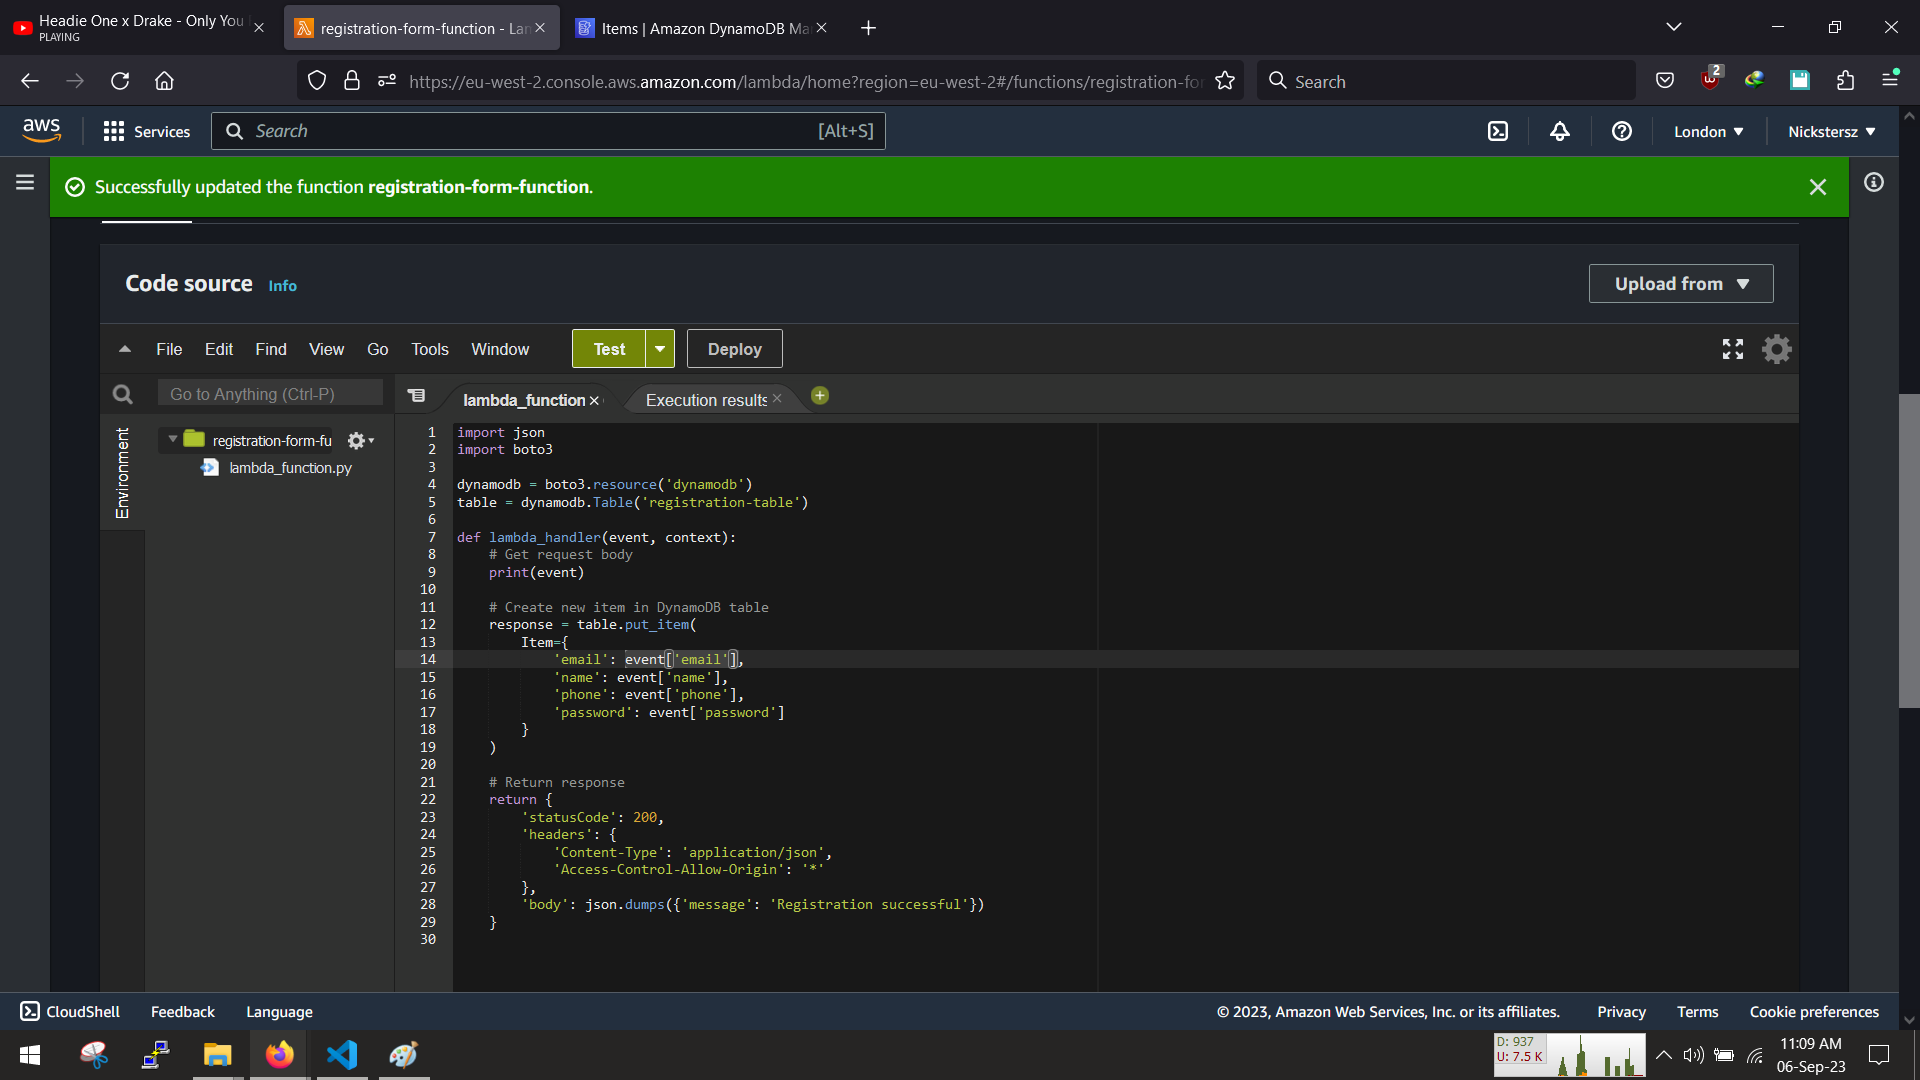 Headie One x Drake - Only You
PLAYING
registration-form-function - Lan
Items | Amazon DynamoDB Ma
https://eu-west-2.console.aws.amazon.com/lambda/home?region=eu-west-2#/functions/registration-for
Search
2
aws
Services
Search
[Alt+S]
London
Nickstersz
Successfully updated the function registration-form-function.
Code source
Info
Upload from
File
Edit
Find
View
Go
Tools
Window
Test
Deploy
Go to Anything (Ctrl-P)
lambda_function
Execution results
Environment
registration-form-fu
lambda_function.py
1 import json
2 import boto3
3
4 dynamodb = boto3.resource('dynamodb')
5 table = dynamodb.Table('registration-table')
6
7 def lambda_handler(event, context):
8     # Get request body
9     print(event)
10
11     # Create new item in DynamoDB table
12     response = table.put_item(
13         Item={
14             'email': event['email'],
15             'name': event['name'],
16             'phone': event['phone'],
17             'password': event['password']
18         }
19     )
20
21     # Return response
22     return {
23         'statusCode': 200,
24         'headers': {
25             'Content-Type': 'application/json',
26             'Access-Control-Allow-Origin': '*'
27         },
28         'body': json.dumps({'message': 'Registration successful'})
29     }
30
CloudShell
Feedback
Language
© 2023, Amazon Web Services, Inc. or its affiliates.
Privacy
Terms
Cookie preferences
D: 937
U: 7.5 K
11:09 AM
06-Sep-23